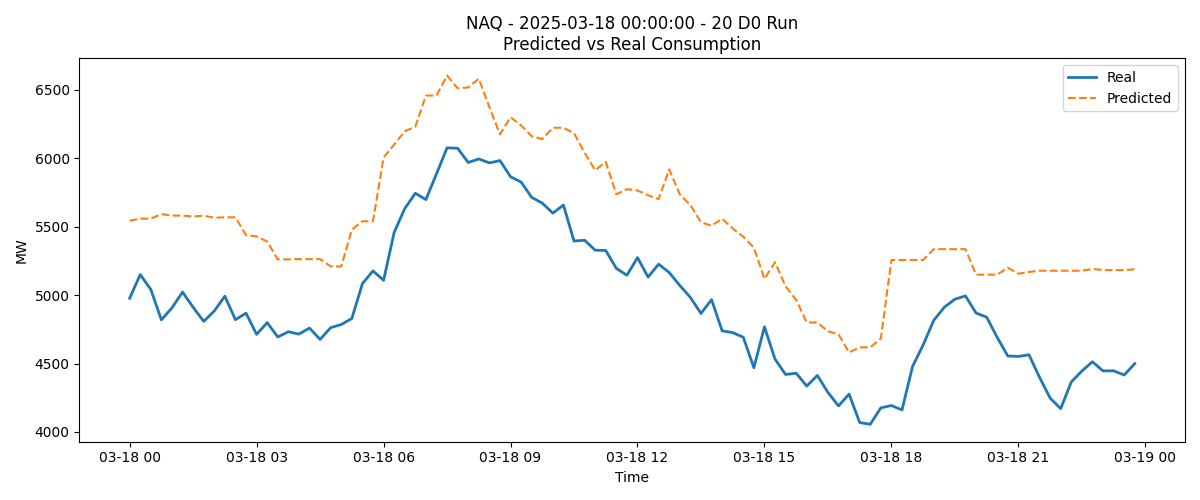 NAQ - 2025-03-18 00:00:00 - 20 D0 Run
Predicted vs Real Consumption
Real
Predicted
MW
6500
6000
5500
5000
4500
4000
03-18 00
03-18 03
03-18 06
03-18 09
03-18 12
03-18 15
03-18 18
03-18 21
03-19 00
Time